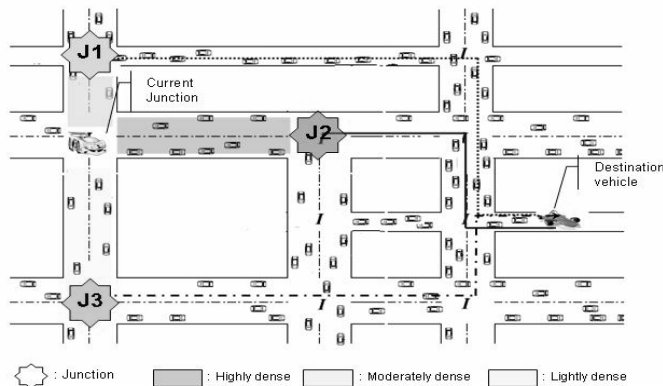 J1
Current
Junction
J2
I
Destination
vehicle
I
I
I
J3
I
I
: Junction
: Highly dense
: Moderately dense
: Lightly dense